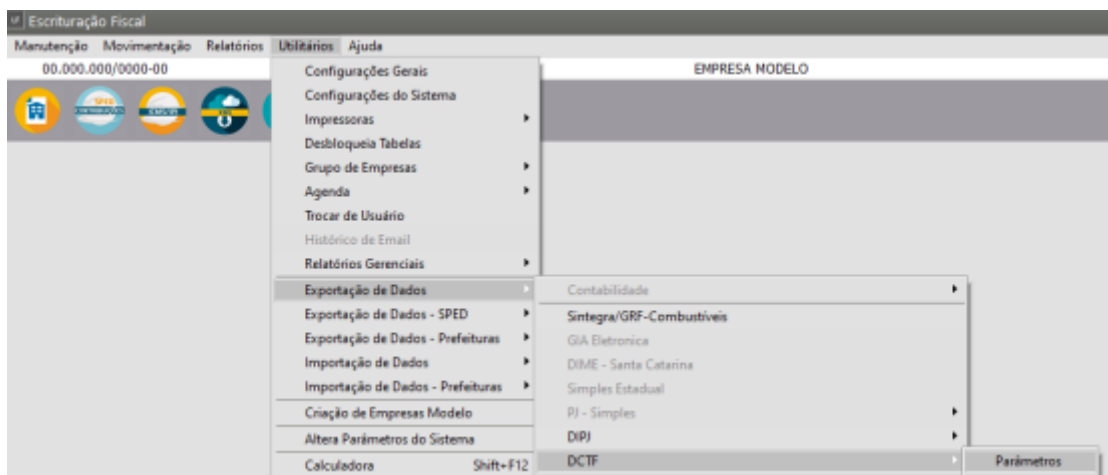 Escrituração Fiscal
Manutenção Movimentação Relatórios Utilitários Ajuda
00.000.000/0000-00 EMPRESA MODELO
Configurações Gerais
Configurações do Sistema
Impressoras
Desbloqueia Tabelas
Grupo de Empresas
Agenda
Trocar de Usuário
Histórico de Email
Relatórios Gerenciais
Exportação de Dados
Exportação de Dados - SPED
Exportação de Dados - Prefeituras
Importação de Dados
Importação de Dados - Prefeituras
Criação de Empresas Modelo
Altera Parâmetros do Sistema
Calculadora Shift+F12
Contabilidade
Sintegra/GRF-Combustíveis
GIA Eletronica
DIME - Santa Catarina
Simples Estadual
PJ - Simples
DIPJ
DCTF
Parâmetros